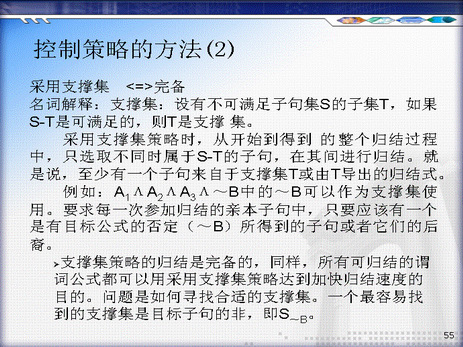 控制策略的方法(2)
采用支撑集 <=>完备
名词解释：支撑集：设有不可满足子句集S的子集T，如果
S-T是可满足的，则T是支撑 集。
采用支撑集策略时，从开始到得到 的整个归结过程
中，只选取不同时属于S-T的子句，在其间进行归结。就
是说，至少有一个子句来自于支撑集T或由T导出的归结式。
例如：A₁∧A₂∧A₃∧～B中的～B可以作为支撑集使
用。要求每一次参加归结的亲本子句中，只要应该有一个
是有目标公式的否定（～B）所得到的子句或者它们的后
裔。
➢支撑集策略的归结是完备的，同样，所有可归结的谓
词公式都可以用采用支撑集策略达到加快归结速度的
目的。问题是如何寻找合适的支撑集。一个最容易找
到的支撑集是目标子句的非，即S～B。
55